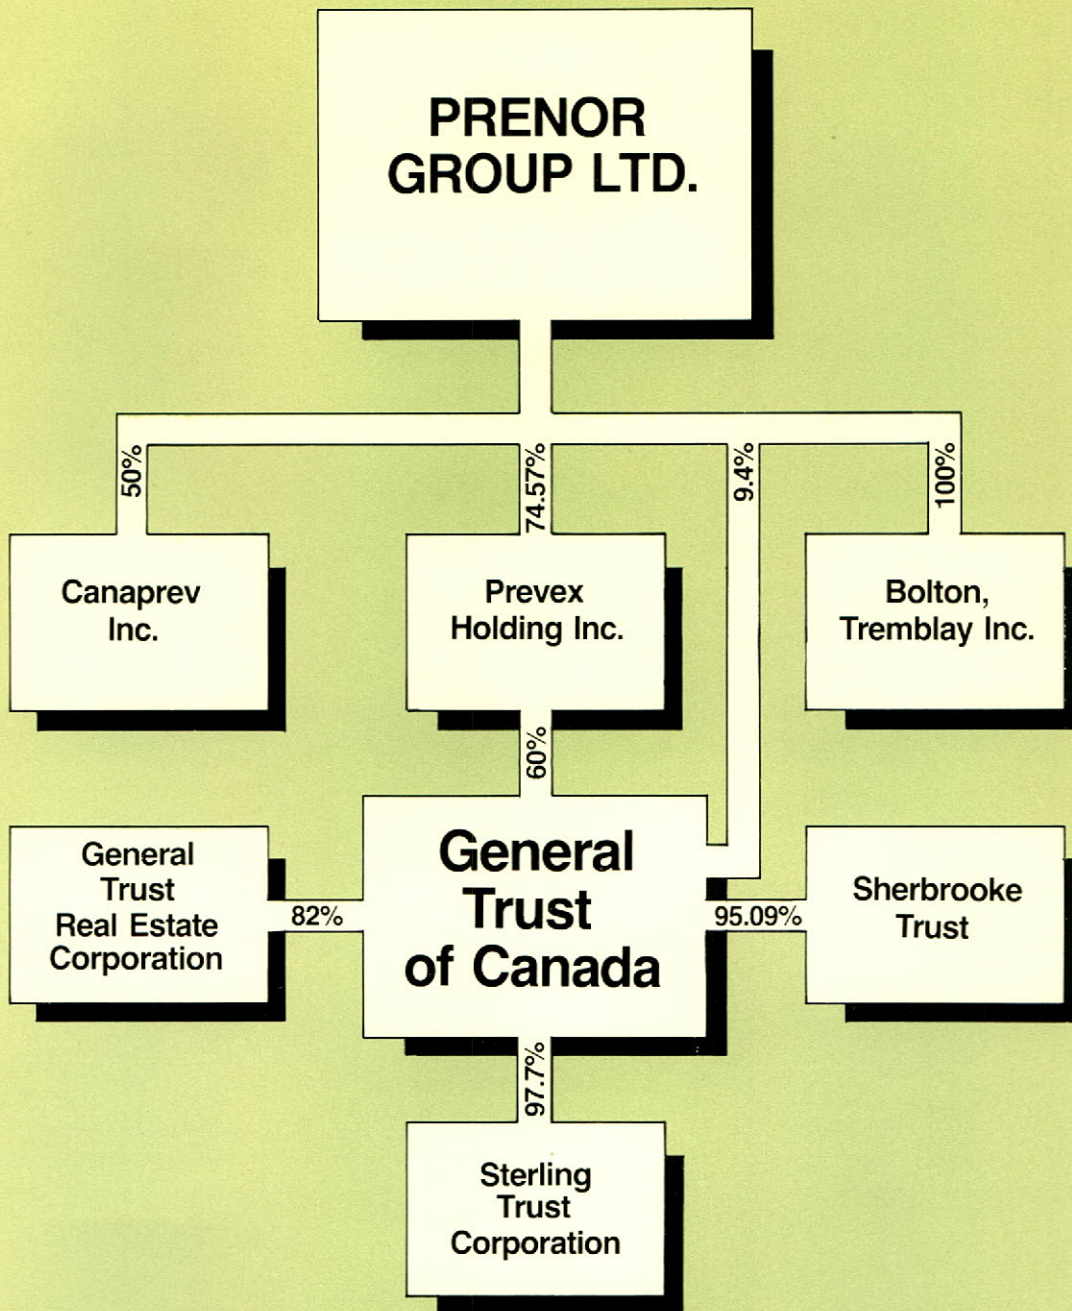 PRENOR
GROUP LTD.
50%
74.57%
9.4%
100%
Canaprev
Inc.
Prevex
Holding Inc.
Bolton,
Tremblay Inc.
60%
General
Trust
Real Estate
Corporation
82%
General
Trust
of Canada
95.09%
Sherbrooke
Trust
97.7%
Sterling
Trust
Corporation